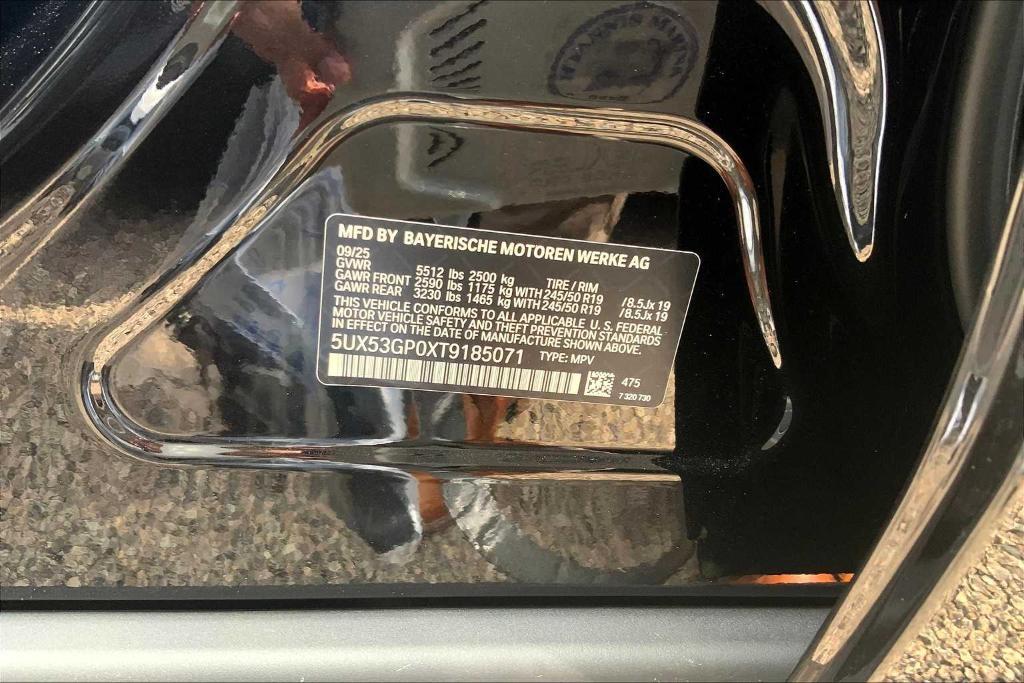 HYANNIS MARINA
MFD BY BAYERISCHE MOTOREN WERKE AG
09/25
GVWR 5512 lbs 2500 kg TIRE / RIM
GAWR FRONT 2590 lbs 1175 kg WITH 245/50 R19 /8.5Jx 19
GAWR REAR 3230 lbs 1465 kg WITH 245/50 R19 /8.5Jx 19
THIS VEHICLE CONFORMS TO ALL APPLICABLE U.S. FEDERAL
MOTOR VEHICLE SAFETY AND THEFT PREVENTION STANDARDS
IN EFFECT ON THE DATE OF MANUFACTURE SHOWN ABOVE.
5UX53GP0XT9185071 TYPE: MPV
475
7 320 730